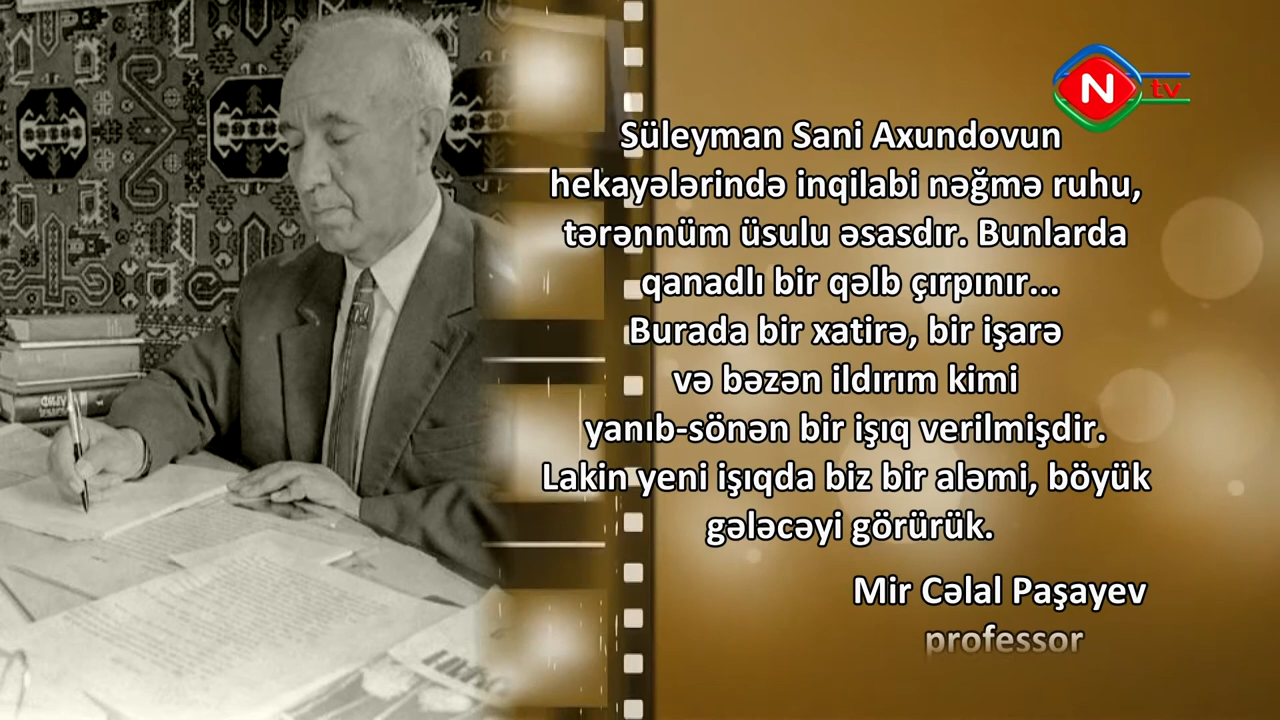 N tv
Süleyman Sani Axundovun
hekayələrində inqilabi nəğmə ruhu,
tərənnüm üsulu əsasdır. Bunlarda
qanadlı bir qəlb çırpınır...
Burada bir xatirə, bir işarə
və bəzən ildırım kimi
yanıb-sönən bir işıq verilmişdir.
Lakin yeni işıqda biz bir aləmi, böyük
gələcəyi görürük.
Mir Cəlal Paşayev
professor